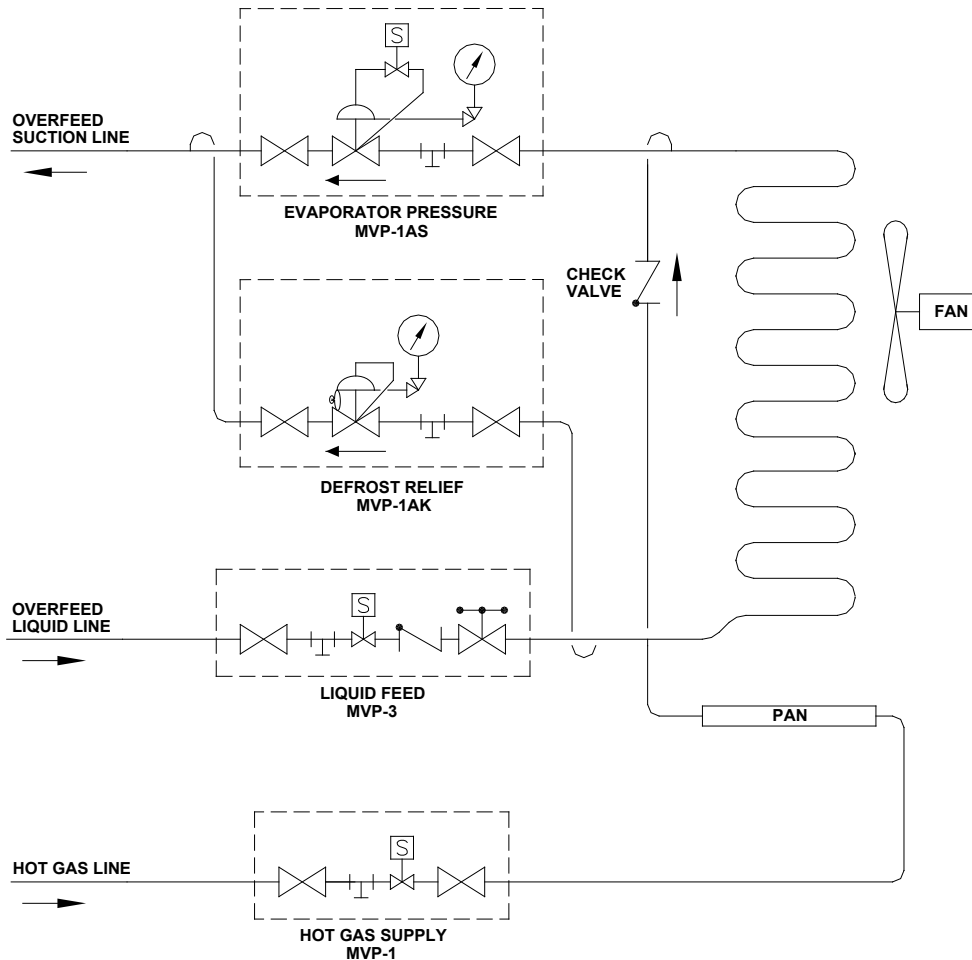 S
OVERFEED
SUCTION LINE
EVAPORATOR PRESSURE
MVP-1AS
CHECK
VALVE
FAN
DEFROST RELIEF
MVP-1AK
S
OVERFEED
LIQUID LINE
LIQUID FEED
MVP-3
PAN
S
HOT GAS LINE
HOT GAS SUPPLY
MVP-1